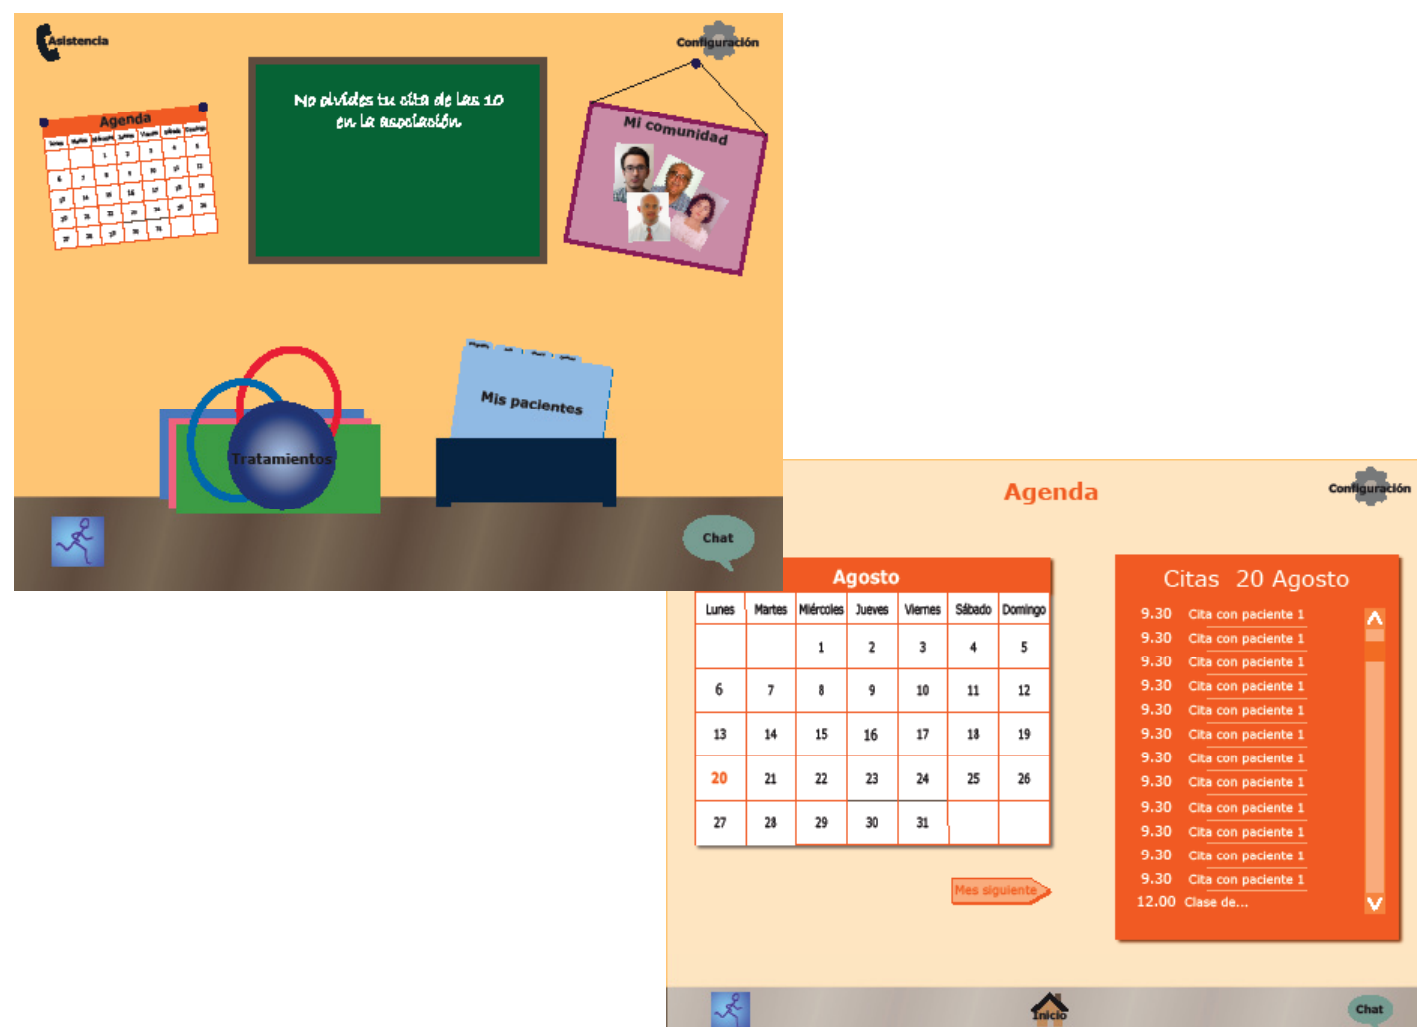 Asistencia
Configuración
Agenda
No olvides tu cita de las 10
en la asociación
Mi comunidad
Mis pacientes
Tratamientos
Chat
Agenda
Configuración
Agosto
Lunes Martes Miércoles Jueves Viernes Sábado Domingo
1 2 3 4 5
6 7 8 9 10 11 12
13 14 15 16 17 18 19
20 21 22 23 24 25 26
27 28 29 30 31
Mes siguiente
Citas 20 Agosto
9.30 Cita con paciente 1
9.30 Cita con paciente 1
9.30 Cita con paciente 1
9.30 Cita con paciente 1
9.30 Cita con paciente 1
9.30 Cita con paciente 1
9.30 Cita con paciente 1
9.30 Cita con paciente 1
9.30 Cita con paciente 1
9.30 Cita con paciente 1
9.30 Cita con paciente 1
9.30 Cita con paciente 1
12.00 Clase de...
Inicio
Chat